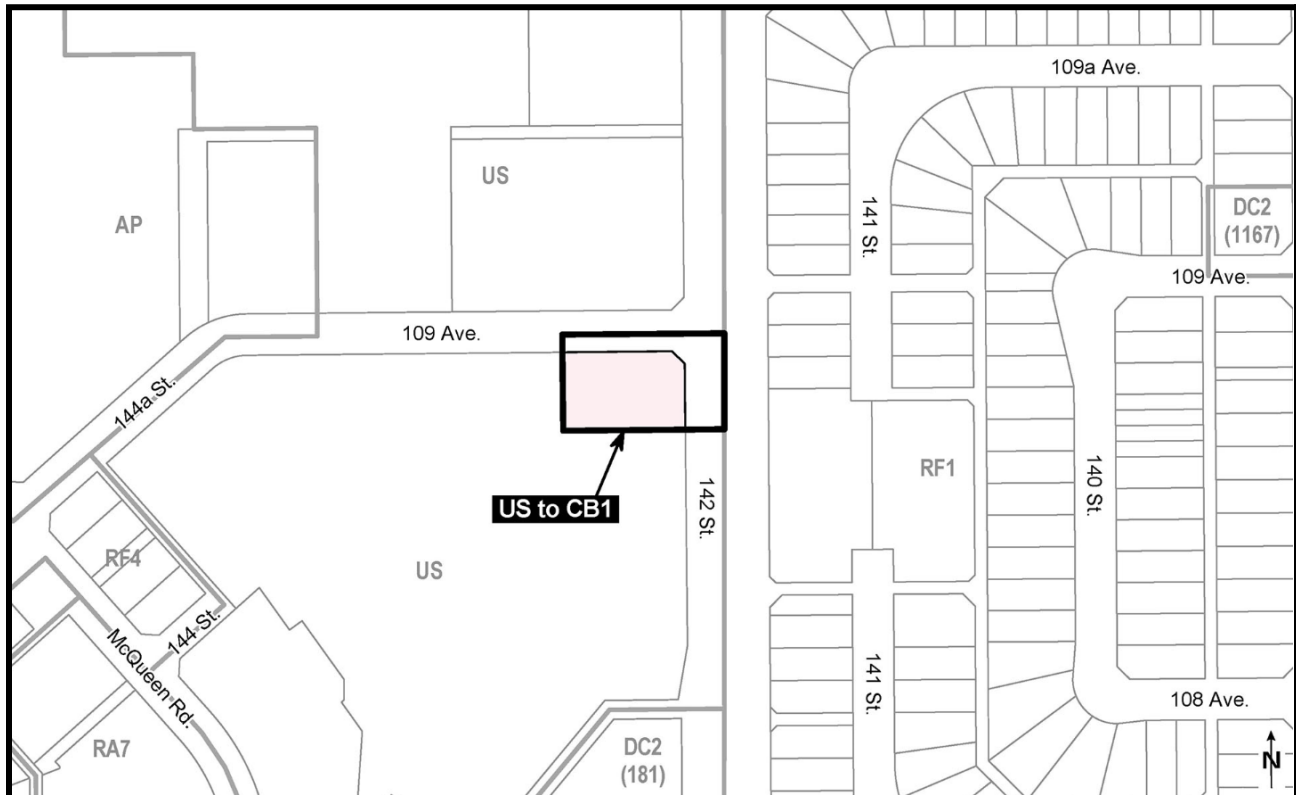 109a Ave.
US
AP
141 St.
DC2
(1167)
109 Ave.
109 Ave.
144a St.
US to CB1
142 St.
RF1
140 St.
RF4
US
144 St.
McQueen Rd.
141 St.
108 Ave.
RA7
DC2
(181)
N